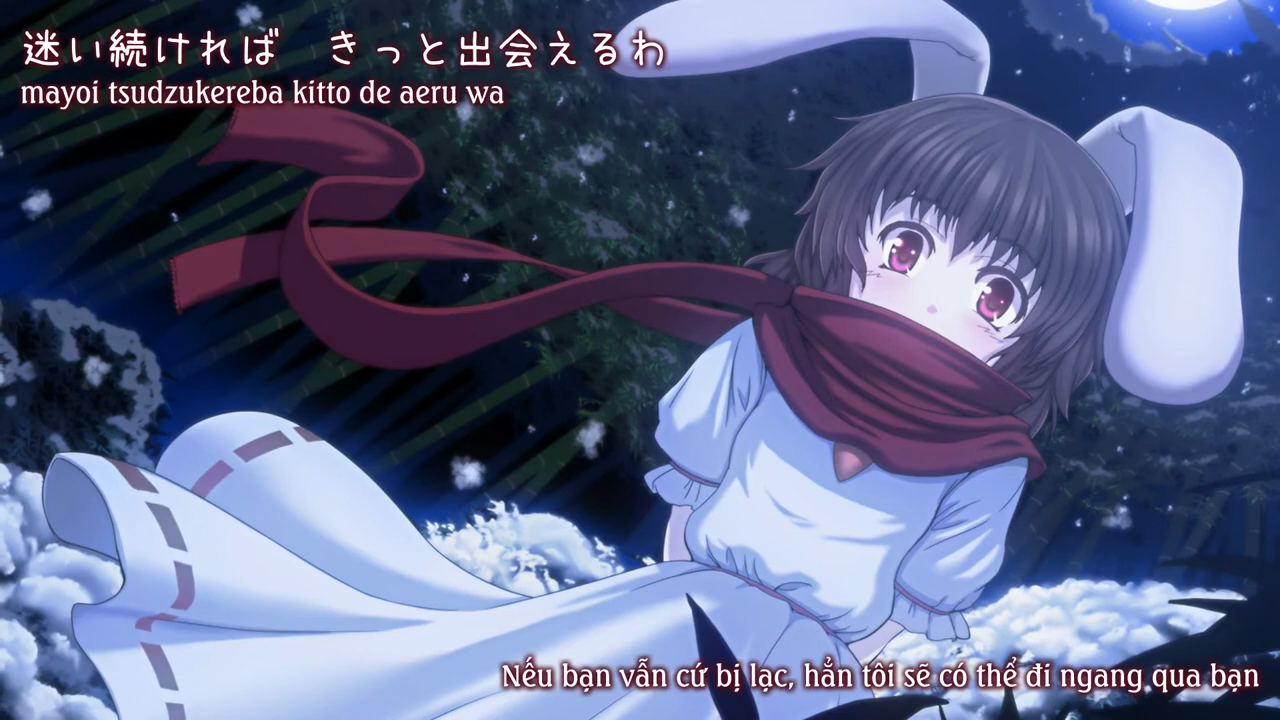 迷い続ければ　きっと出会えるわ
mayoi tsudzukereba kitto de aeru wa
Nếu bạn vẫn cứ bị lạc, hẳn tôi sẽ có thể đi ngang qua bạn